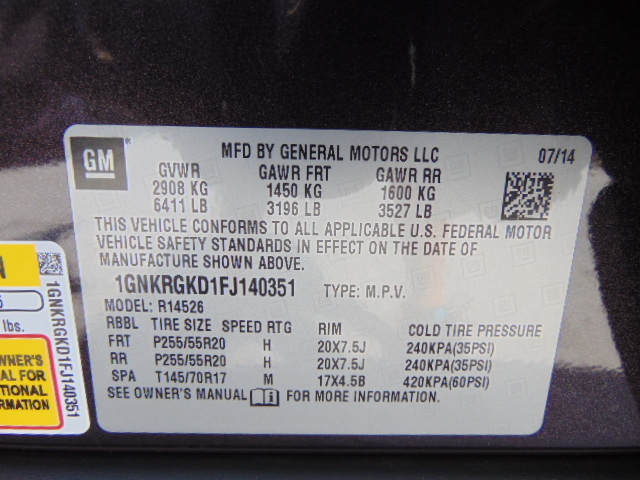 GM
MFD BY GENERAL MOTORS LLC 07/14
GVWR GAWR FRT GAWR RR
2908 KG 1450 KG 1600 KG
6411 LB 3196 LB 3527 LB
THIS VEHICLE CONFORMS TO ALL APPLICABLE U.S. FEDERAL MOTOR
VEHICLE SAFETY STANDARDS IN EFFECT ON THE DATE OF
MANUFACTURE SHOWN ABOVE.
1GNKRGKD1FJ140351 TYPE: M.P.V.
MODEL: R14526
RBBL TIRE SIZE SPEED RTG RIM COLD TIRE PRESSURE
FRT P255/55R20 H 20X7.5J 240KPA(35PSI)
RR P255/55R20 H 20X7.5J 240KPA(35PSI)
SPA T145/70R17 M 17X4.5B 420KPA(60PSI)
SEE OWNER'S MANUAL i FOR MORE INFORMATION.
N
lbs.
OWNER'S
FOR
1GNKRGKD1FJ140351